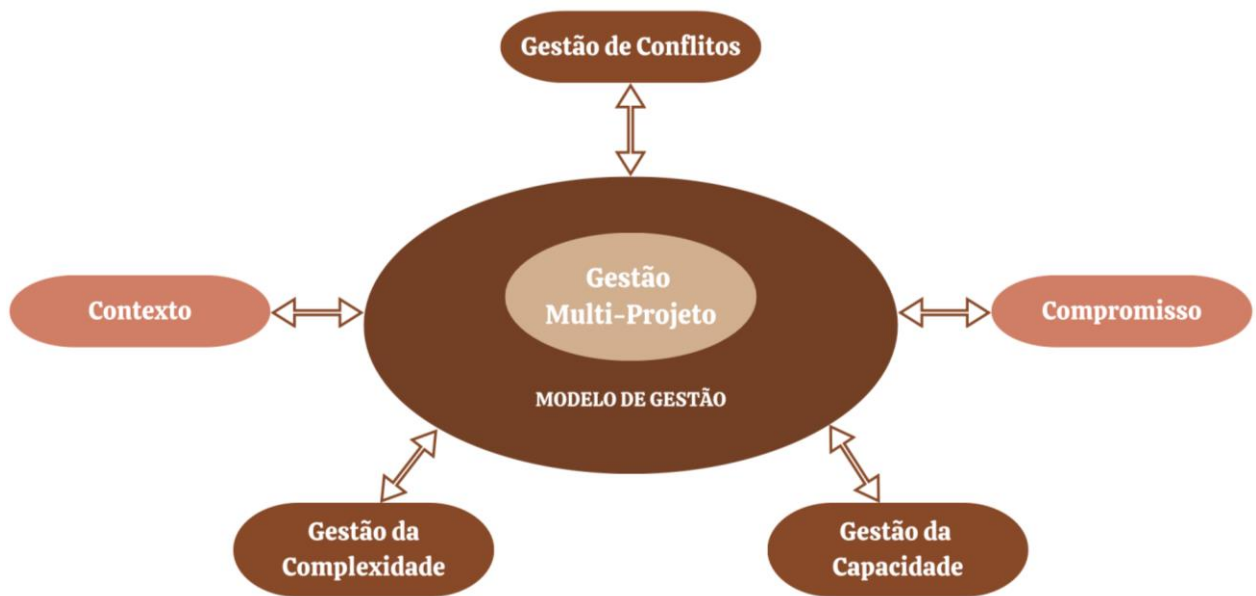 Gestão de Conflitos
Contexto
Gestão
Multi-Projeto
Compromisso
MODELO DE GESTÃO
Gestão da
Complexidade
Gestão da
Capacidade